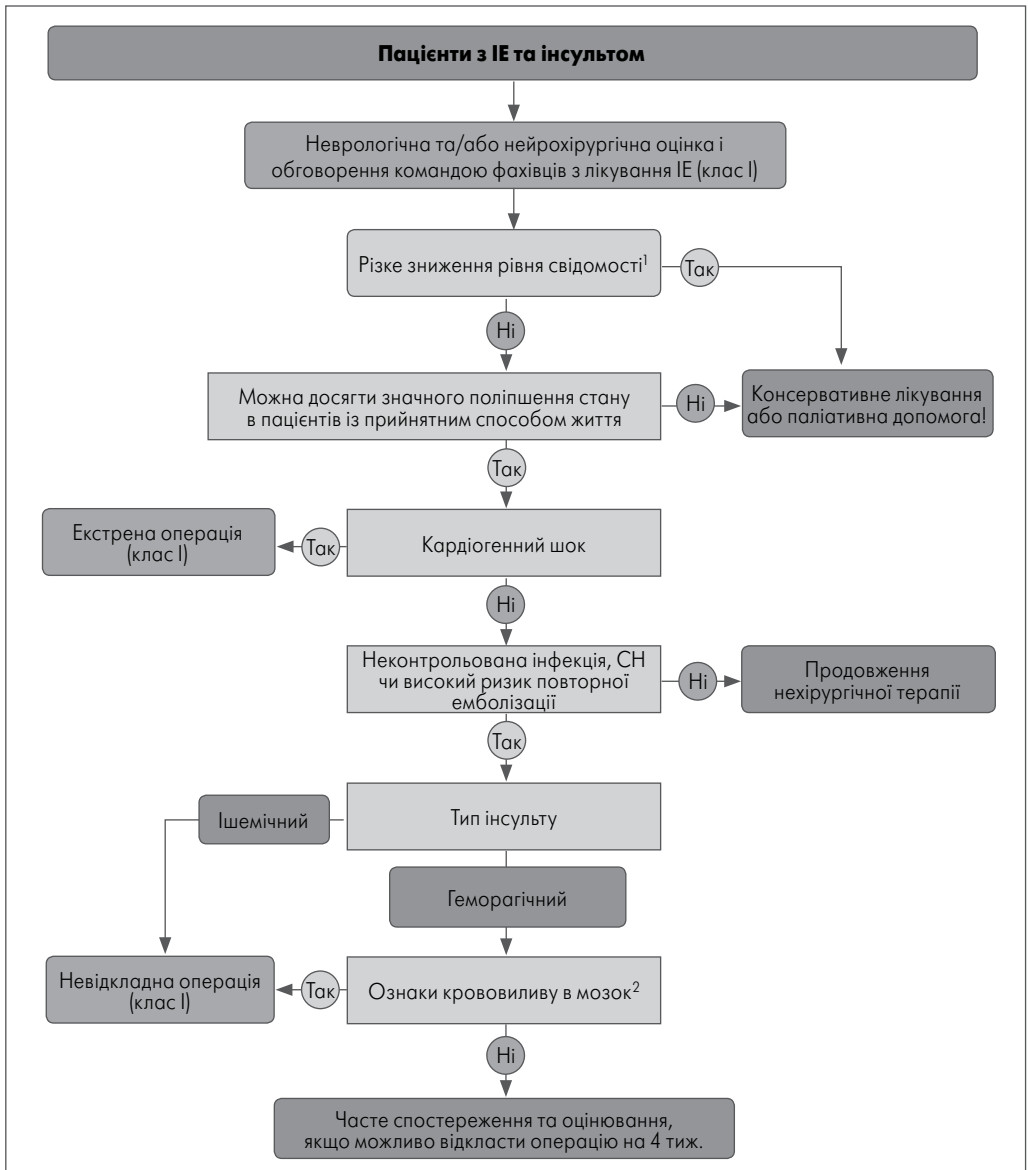 Пацієнти з ІЕ та інсультом
Неврологічна та/або нейрохірургічна оцінка і
обговорення командою фахівців з лікування ІЕ (клас І)
Різке зниження рівня свідомості¹
Так
Ні
Можна досягти значного поліпшення стану
в пацієнтів із прийнятним способом життя
Ні
Консервативне лікування
або паліативна допомога!
Так
Екстрена операція
(клас І)
Так
Кардіогенний шок
Ні
Неконтрольована інфекція, СН
чи високий ризик повторної
емболізації
Ні
Продовження
нехірургічної терапії
Так
Ішемічний
Тип інсульту
Геморагічний
Невідкладна операція
(клас І)
Так
Ознаки крововиливу в мозок²
Ні
Часте спостереження та оцінювання,
якщо можливо відкласти операцію на 4 тиж.